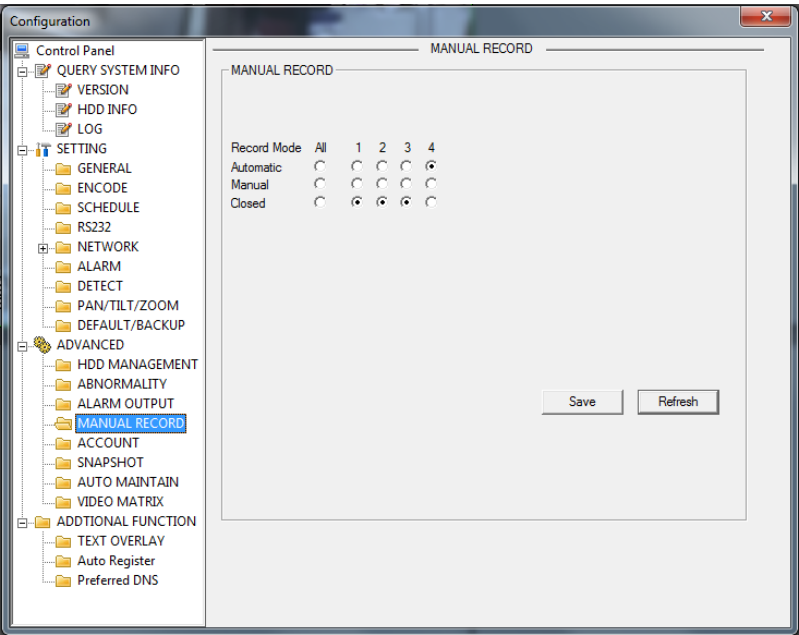 Configuration
Control Panel
QUERY SYSTEM INFO
VERSION
HDD INFO
LOG
SETTING
GENERAL
ENCODE
SCHEDULE
RS232
NETWORK
ALARM
DETECT
PAN/TILT/ZOOM
DEFAULT/BACKUP
ADVANCED
HDD MANAGEMENT
ABNORMALITY
ALARM OUTPUT
MANUAL RECORD
ACCOUNT
SNAPSHOT
AUTO MAINTAIN
VIDEO MATRIX
ADDTIONAL FUNCTION
TEXT OVERLAY
Auto Register
Preferred DNS
MANUAL RECORD
MANUAL RECORD
Record Mode All 1 2 3 4
Automatic
Manual
Closed
Save Refresh